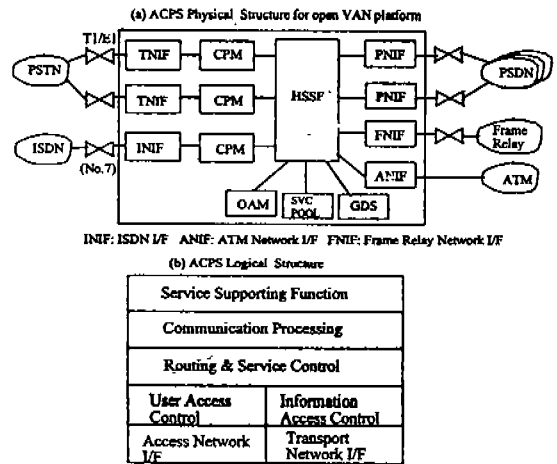 (a) ACPS Physical Structure for open VAN platform
T1/E1
TNIF CPM HSSF PNIF
PSTN PSDN
TNIF CPM PNIF
ISDN INIF CPM FNIF Frame Relay
(No.7) ANIF ATM
OAM SVC POOL GDS
INIF: ISDN I/F ANIF: ATM Network I/F FNIF: Frame Relay Network I/F
(b) ACPS Logical Structure
Service Supporting Function
Communication Processing
Routing & Service Control
User Access Control
Information Access Control
Access Network I/F
Transport Network I/F